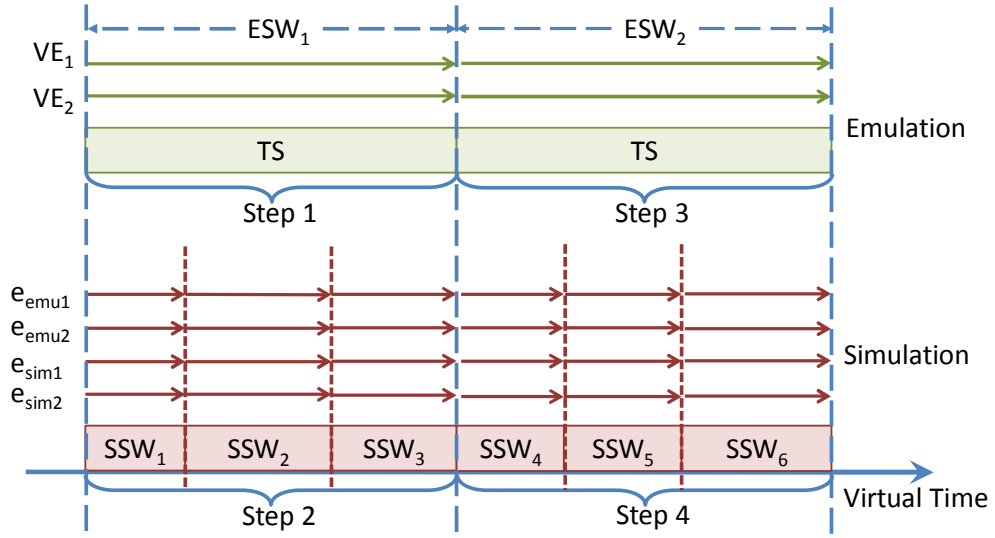 ESW1 ESW2
VE1
VE2
Emulation
TS TS
Step 1 Step 3
eemu1
eemu2
esim1
Simulation
esim2
SSW1 SSW2 SSW3 SSW4 SSW5 SSW6
Virtual Time
Step 2 Step 4